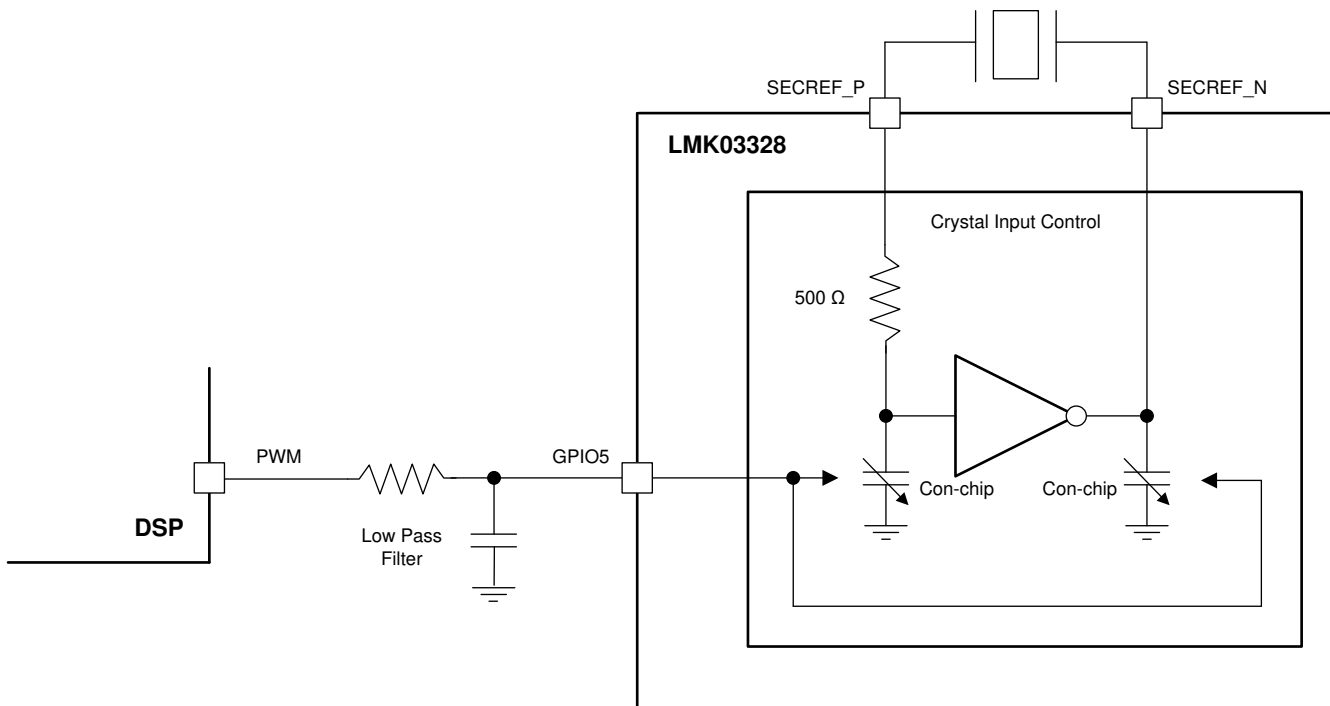 SECREF_P
SECREF_N
LMK03328
Crystal Input Control
500 Ω
PWM
GPIO5
Con-chip
Con-chip
DSP
Low Pass
Filter